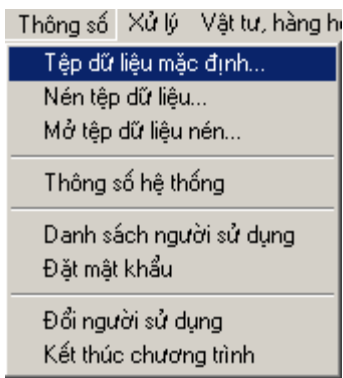 Thông số Xử lý Vật tư, hàng h
Tệp dữ liệu mặc định...
Nén tệp dữ liệu...
Mở tệp dữ liệu nén...
Thông số hệ thống
Danh sách người sử dụng
Đặt mật khẩu
Đổi người sử dụng
Kết thúc chương trình